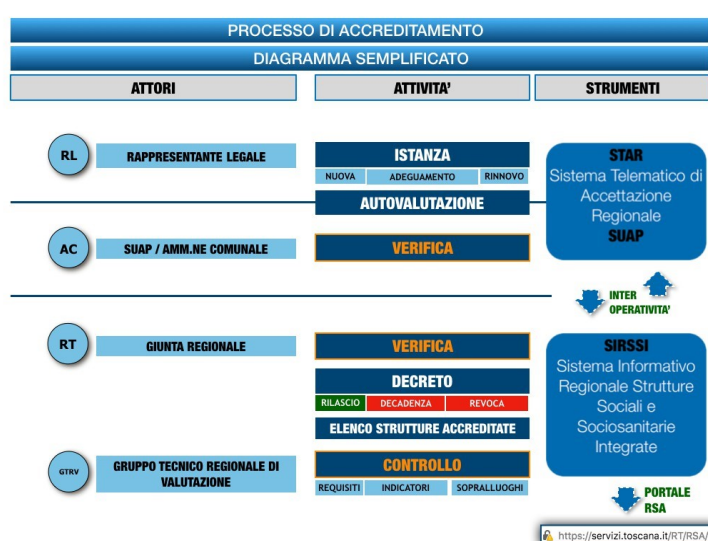 PROCESSO DI ACCREDITAMENTO
DIAGRAMMA SEMPLIFICATO
ATTORI
ATTIVITA'
STRUMENTI
RL
RAPPRESENTANTE LEGALE
ISTANZA
NUOVA
ADEGUAMENTO
RINNOVO
AUTOVALUTAZIONE
STAR
Sistema Telematico di
Accettazione
Regionale
SUAP
AC
SUAP / AMM.NE COMUNALE
VERIFICA
INTER
OPERATIVITA'
RT
GIUNTA REGIONALE
VERIFICA
DECRETO
RILASCIO
DECADENZA
REVOCA
ELENCO STRUTTURE ACCREDITATE
SIRSSI
Sistema Informativo
Regionale Strutture
Sociali e
Sociosanitarie
Integrate
GTRV
GRUPPO TECNICO REGIONALE DI
VALUTAZIONE
CONTROLLO
REQUISITI
INDICATORI
SOPRALLUOGHI
PORTALE
RSA
https://servizi.toscana.it/RT/RSA/